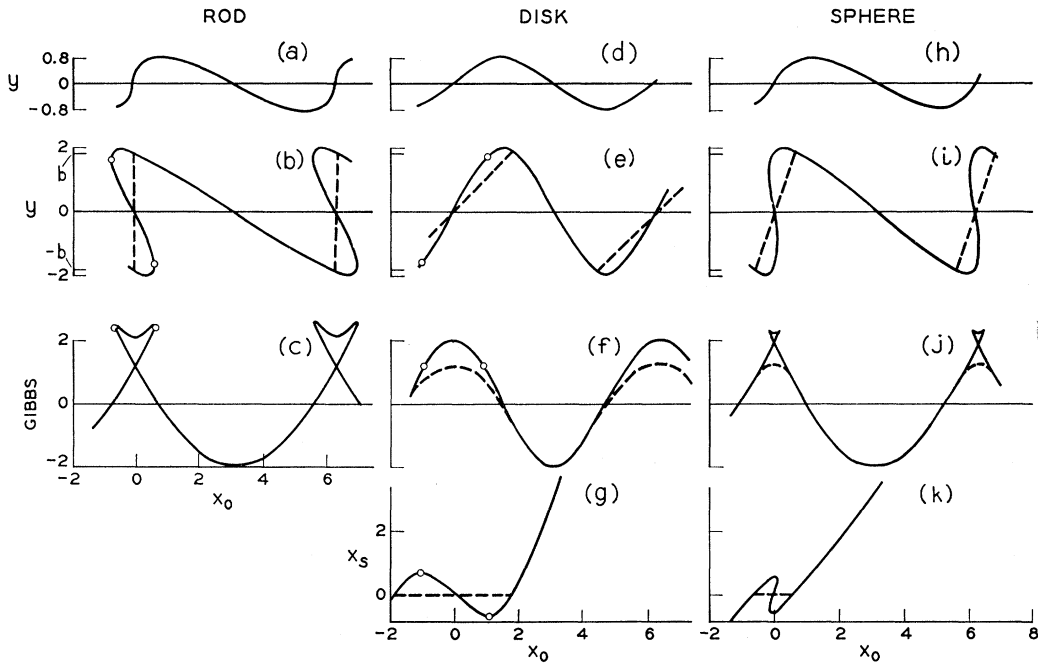 ROD DISK SPHERE
(a) (d) (h)
0.8
y 0
-0.8
(b) (e) (i)
2
b
y 0
-b
-2
(c) (f) (j)
2
GIBBS 0
-2
-2 0 2 4 6
x₀
(g) (k)
2
xₛ
0
-2 0 2 4 6 -2 0 2 4 6 8
x₀ x₀